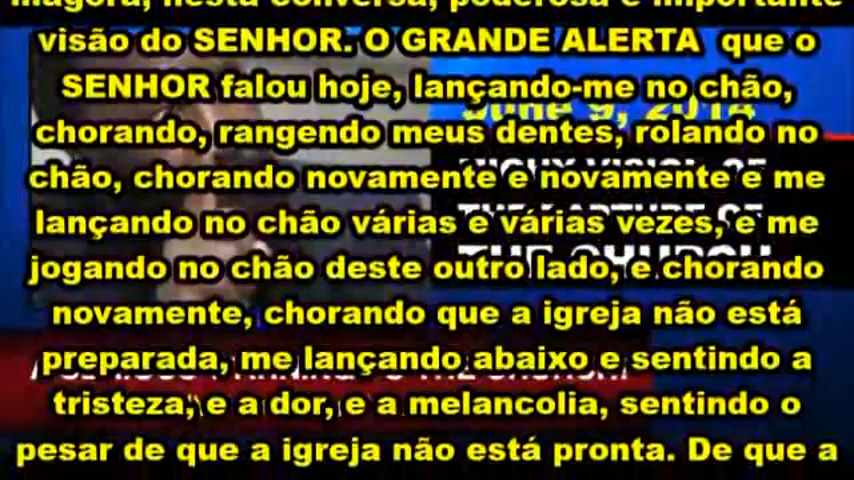 magora, nesta conversa, poderosa e importante
visão do SENHOR. O GRANDE ALERTA que o
SENHOR falou hoje, lançando-me no chão,
chorando, rangendo meus dentes, rolando no
chão, chorando novamente e novamente e me
lançando no chão várias e várias vezes, e me
jogando no chão deste outro lado, e chorando
novamente, chorando que a igreja não está
preparada, me lançando abaixo e sentindo a
tristeza, e a dor, e a melancolia, sentindo o
pesar de que a igreja não está pronta. De que a
June 9, 2014
THE RAPTURE OF
THE CHURCH